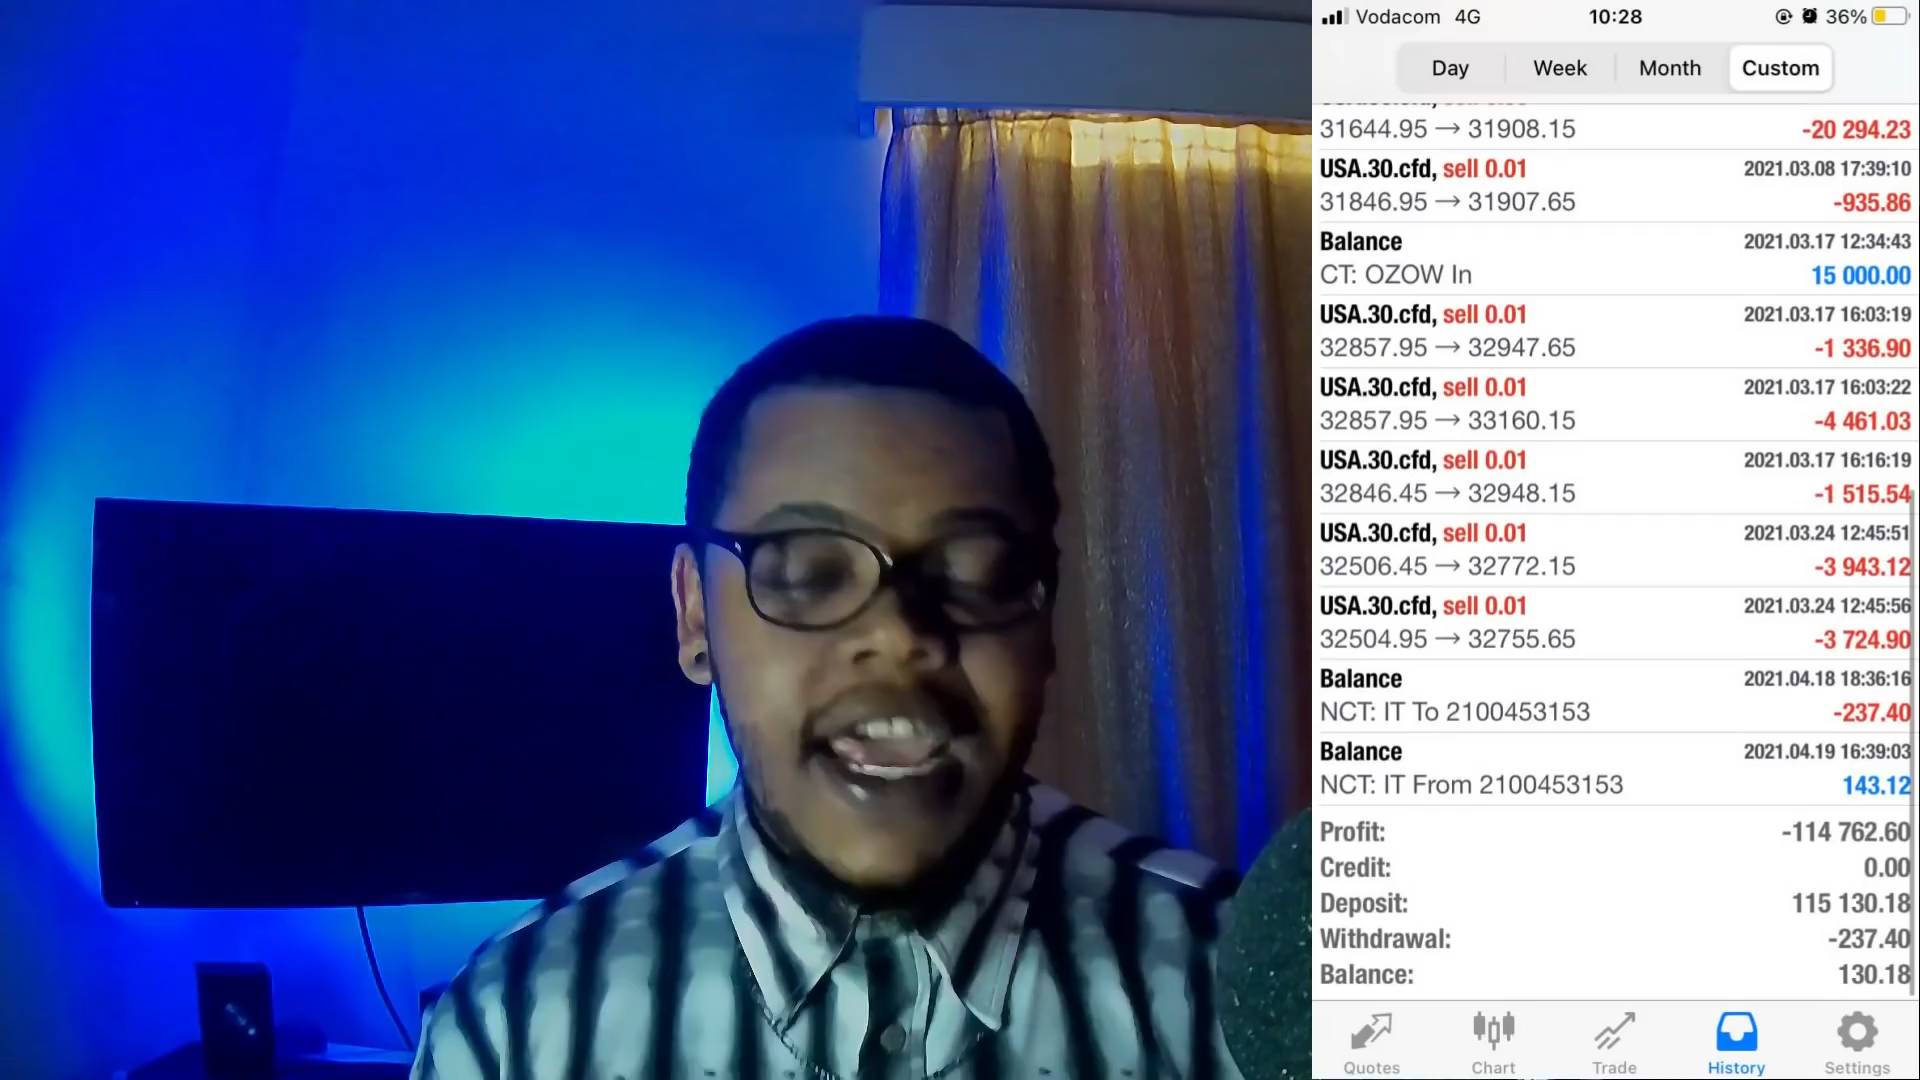 Vodacom 4G 10:28 36%
Day Week Month Custom
31644.95 → 31908.15 -20 294.23
USA.30.cfd, sell 0.01 2021.03.08 17:39:10
31846.95 → 31907.65 -935.86
Balance 2021.03.17 12:34:43
CT: OZOW In 15 000.00
USA.30.cfd, sell 0.01 2021.03.17 16:03:19
32857.95 → 32947.65 -1 336.90
USA.30.cfd, sell 0.01 2021.03.17 16:03:22
32857.95 → 33160.15 -4 461.03
USA.30.cfd, sell 0.01 2021.03.17 16:16:19
32846.45 → 32948.15 -1 515.54
USA.30.cfd, sell 0.01 2021.03.24 12:45:51
32506.45 → 32772.15 -3 943.12
USA.30.cfd, sell 0.01 2021.03.24 12:45:56
32504.95 → 32755.65 -3 724.90
Balance 2021.04.18 18:36:16
NCT: IT To 2100453153 -237.40
Balance 2021.04.19 16:39:03
NCT: IT From 2100453153 143.12
Profit: -114 762.60
Credit: 0.00
Deposit: 115 130.18
Withdrawal: -237.40
Balance: 130.18
Quotes Chart Trade History Settings